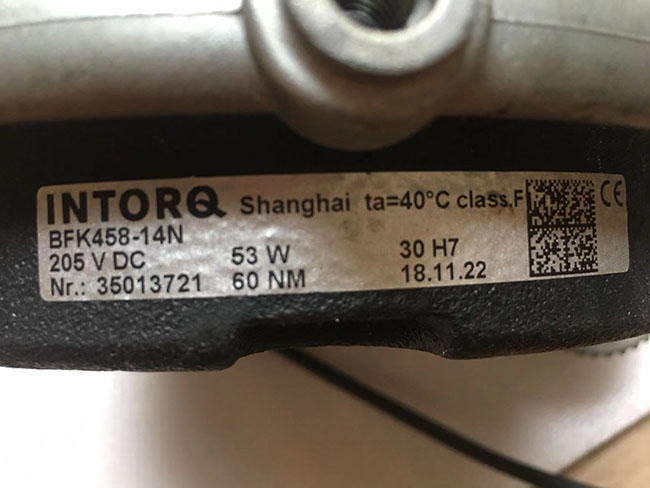 INTORQ Shanghai ta=40°C class.F CE
BFK458-14N
205 V DC 53 W 30 H7
Nr.: 35013721 60 NM 18.11.22